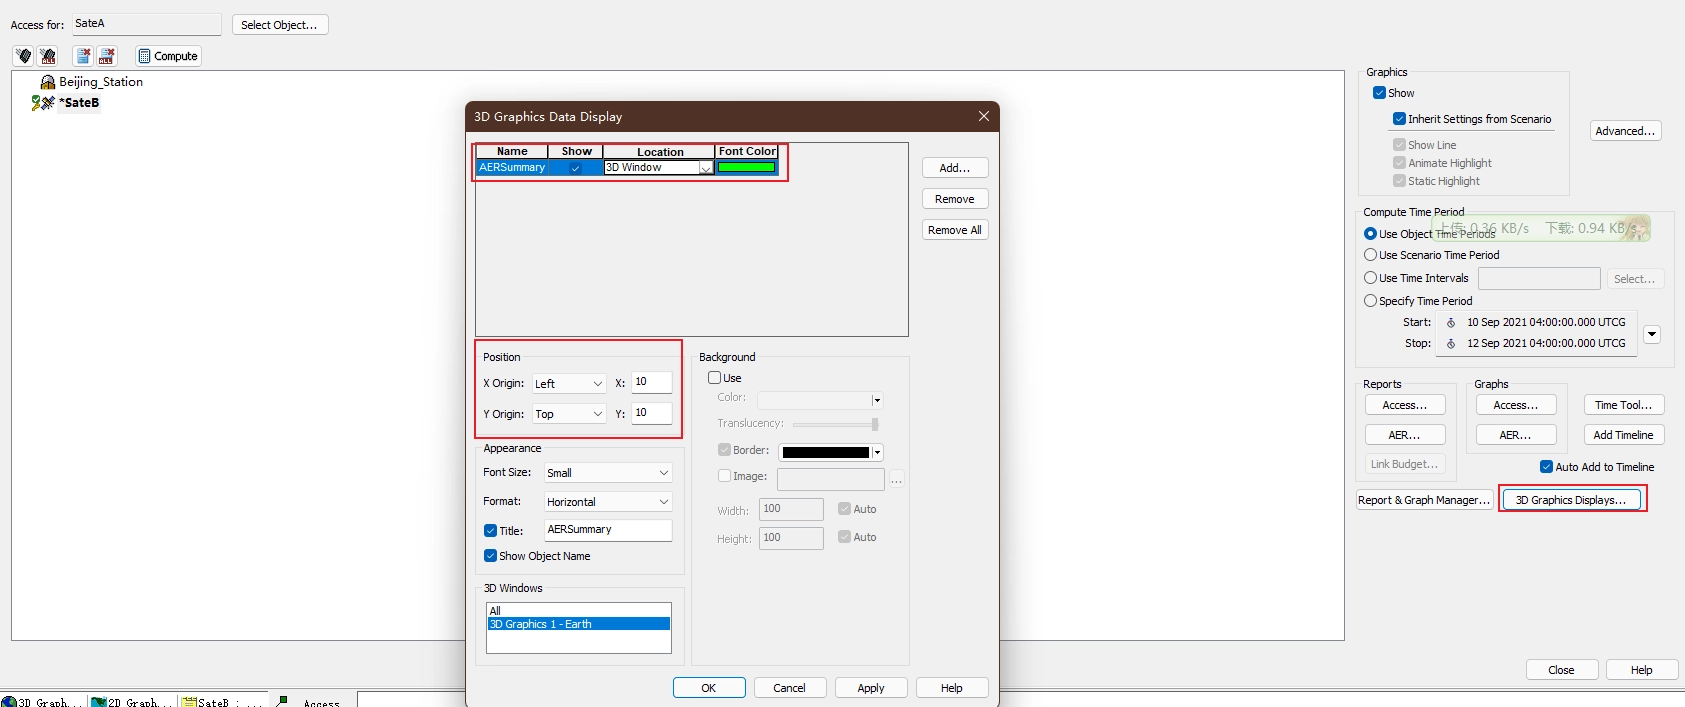 Access for: SateA Select Object...
Compute
Beijing_Station
*SateB
3D Graphics Data Display
Name Show Location Font Color
AERSummary 3D Window
Add...
Remove
Remove All
Position
X Origin: Left X: 10
Y Origin: Top Y: 10
Appearance
Font Size: Small
Format: Horizontal
Title: AERSummary
Show Object Name
3D Windows
All
3D Graphics 1 - Earth
Background
Use
Color:
Translucency:
Border:
Image: ...
Width: 100 Auto
Height: 100 Auto
OK Cancel Apply Help
Graphics
Show
Inherit Settings from Scenario
Show Line
Animate Highlight
Static Highlight
Advanced...
Compute Time Period
上传: 0.36 KB/s 下载: 0.94 KB/s
Use Object Time Periods
Use Scenario Time Period
Use Time Intervals Select...
Specify Time Period
Start: 10 Sep 2021 04:00:00.000 UTCG
Stop: 12 Sep 2021 04:00:00.000 UTCG
Reports
Access...
AER...
Link Budget...
Graphs
Access...
AER...
Time Tool...
Add Timeline
Auto Add to Timeline
Report & Graph Manager... 3D Graphics Displays...
Close Help
3D Graph... 2D Graph... SateB : ... Access